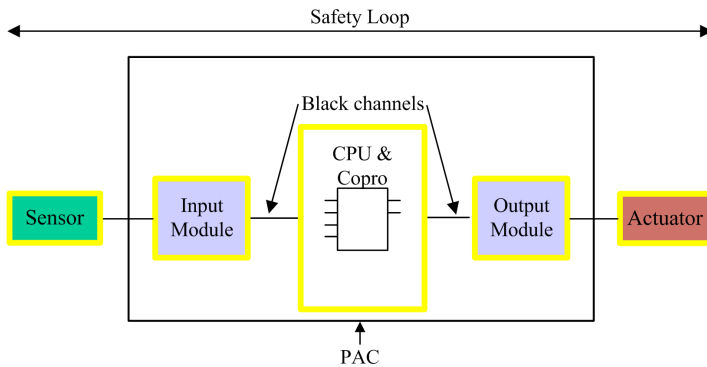 Safety Loop
Black channels
CPU &
Copro
Sensor
Input
Module
Output
Module
Actuator
PAC